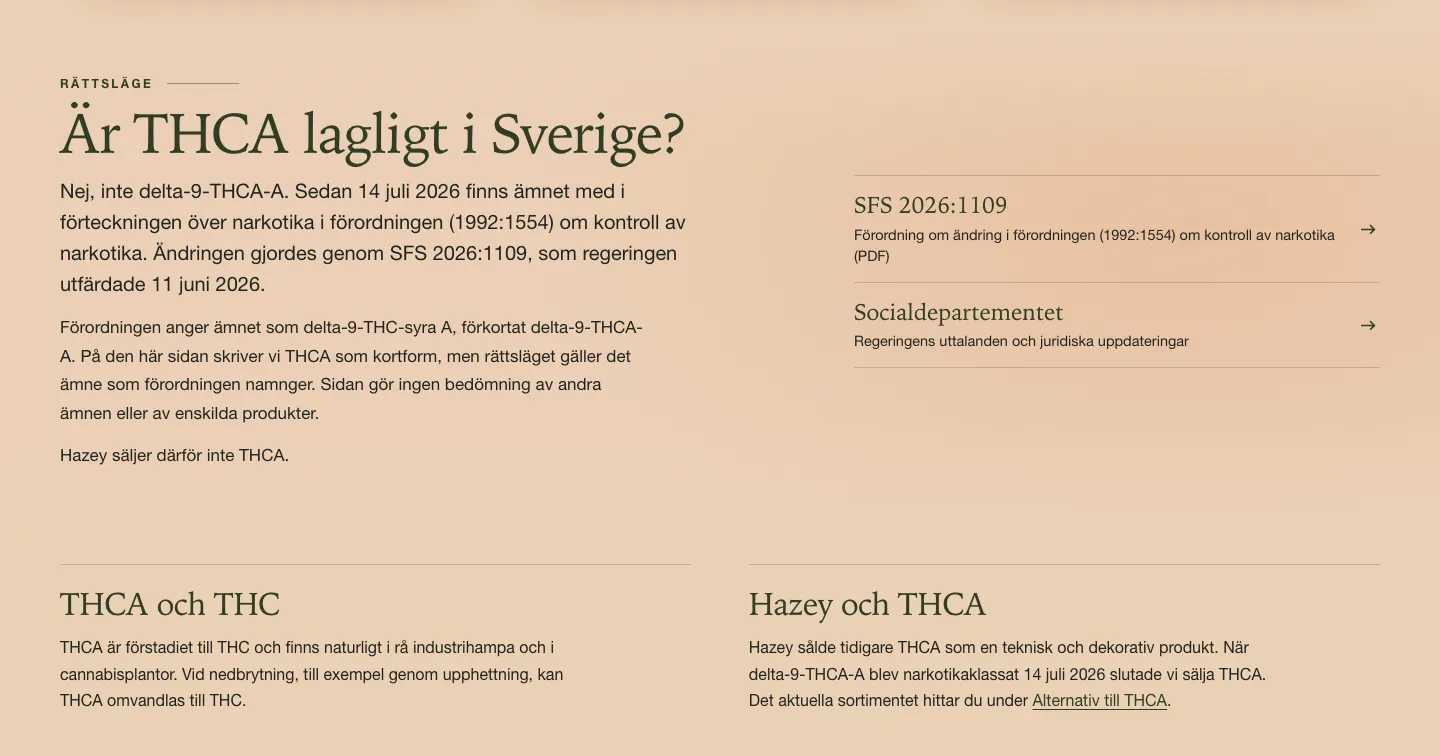 RÄTTSLÄGE
Är THCA lagligt i Sverige?
Nej, inte delta-9-THCA-A. Sedan 14 juli 2026 finns ämnet med i
förteckningen över narkotika i förordningen (1992:1554) om kontroll av
narkotika. Ändringen gjordes genom SFS 2026:1109, som regeringen
utfärdade 11 juni 2026.
Förordningen anger ämnet som delta-9-THC-syra A, förkortat delta-9-THCA-
A. På den här sidan skriver vi THCA som kortform, men rättsläget gäller det
ämne som förordningen namnger. Sidan gör ingen bedömning av andra
ämnen eller av enskilda produkter.
Hazey säljer därför inte THCA.
SFS 2026:1109
Förordning om ändring i förordningen (1992:1554) om kontroll av narkotika
(PDF)
→
Socialdepartementet
Regeringens uttalanden och juridiska uppdateringar
→
THCA och THC
THCA är förstadiet till THC och finns naturligt i rå industrihampa och i
cannabisplantor. Vid nedbrytning, till exempel genom upphettning, kan
THCA omvandlas till THC.
Hazey och THCA
Hazey sålde tidigare THCA som en teknisk och dekorativ produkt. När
delta-9-THCA-A blev narkotikaklassat 14 juli 2026 slutade vi sälja THCA.
Det aktuella sortimentet hittar du under Alternativ till THCA.